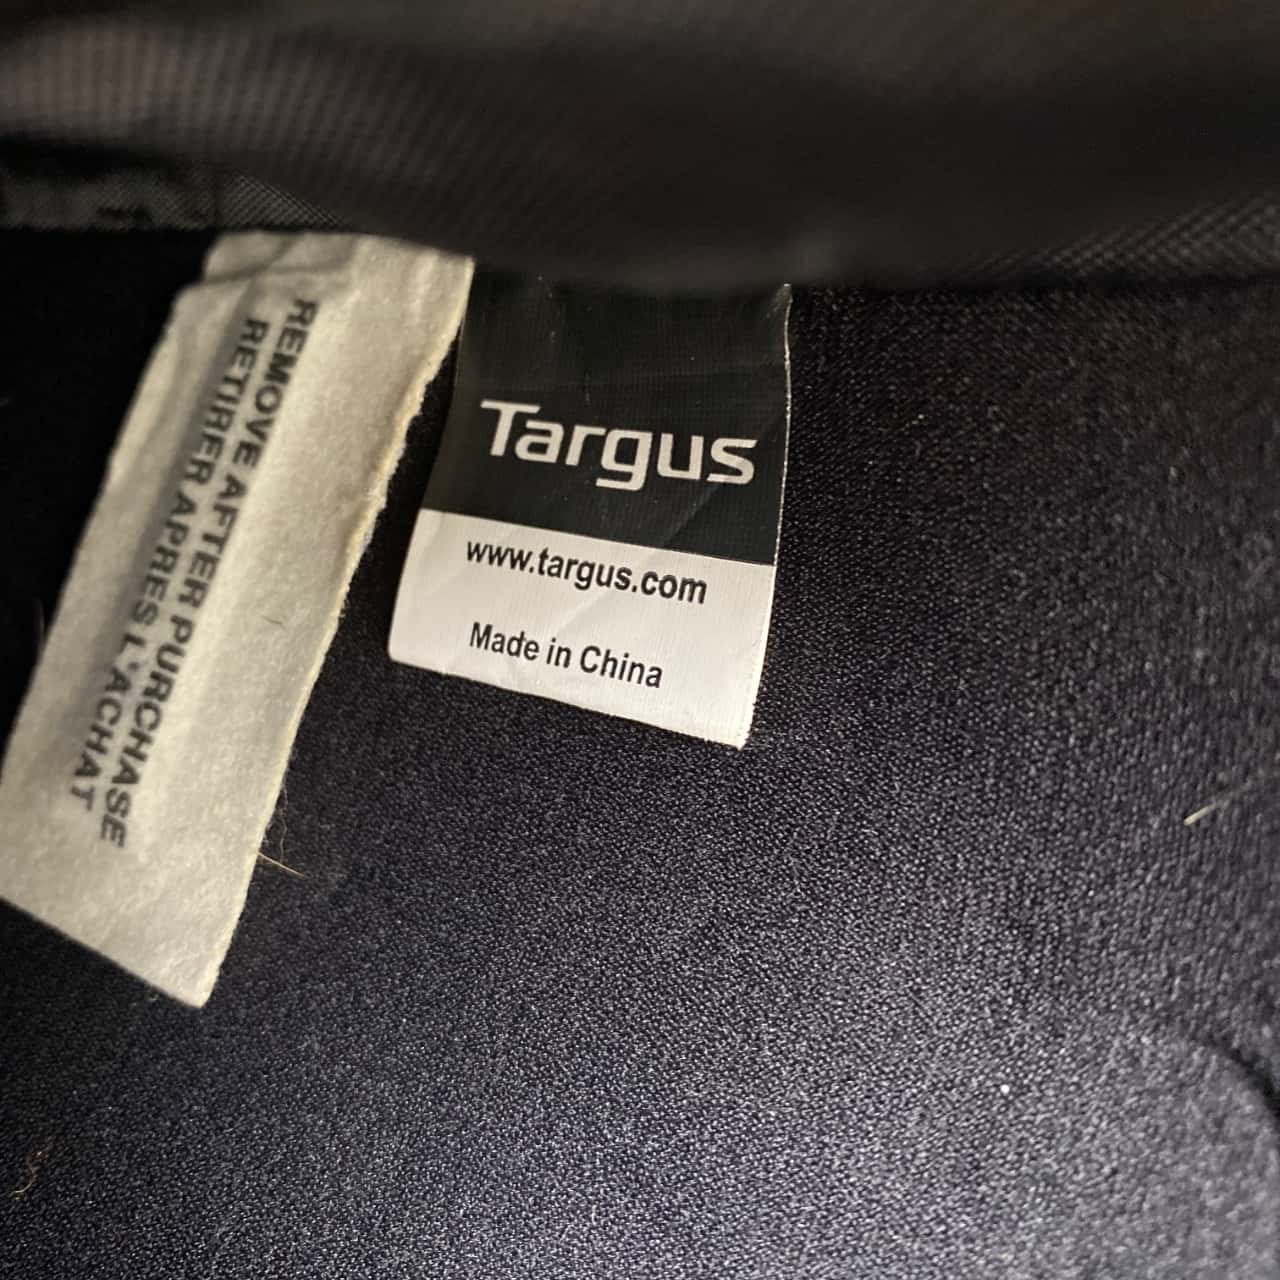 REMOVE AFTER PURCHASE
RETIRER APRES L'ACHAT
Targus
www.targus.com
Made in China